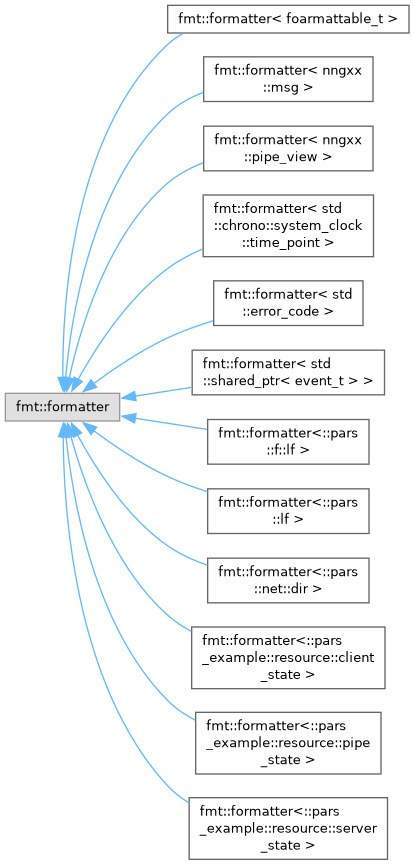 fmt::formatter< foarmattable_t >
fmt::formatter< nngxx
::msg >
fmt::formatter< nngxx
::pipe_view >
fmt::formatter< std
::chrono::system_clock
::time_point >
fmt::formatter< std
::error_code >
fmt::formatter< std
::shared_ptr< event_t > >
fmt::formatter
fmt::formatter<::pars
::f::lf >
fmt::formatter<::pars
::lf >
fmt::formatter<::pars
::net::dir >
fmt::formatter<::pars
_example::resource::client
_state >
fmt::formatter<::pars
_example::resource::pipe
_state >
fmt::formatter<::pars
_example::resource::server
_state >